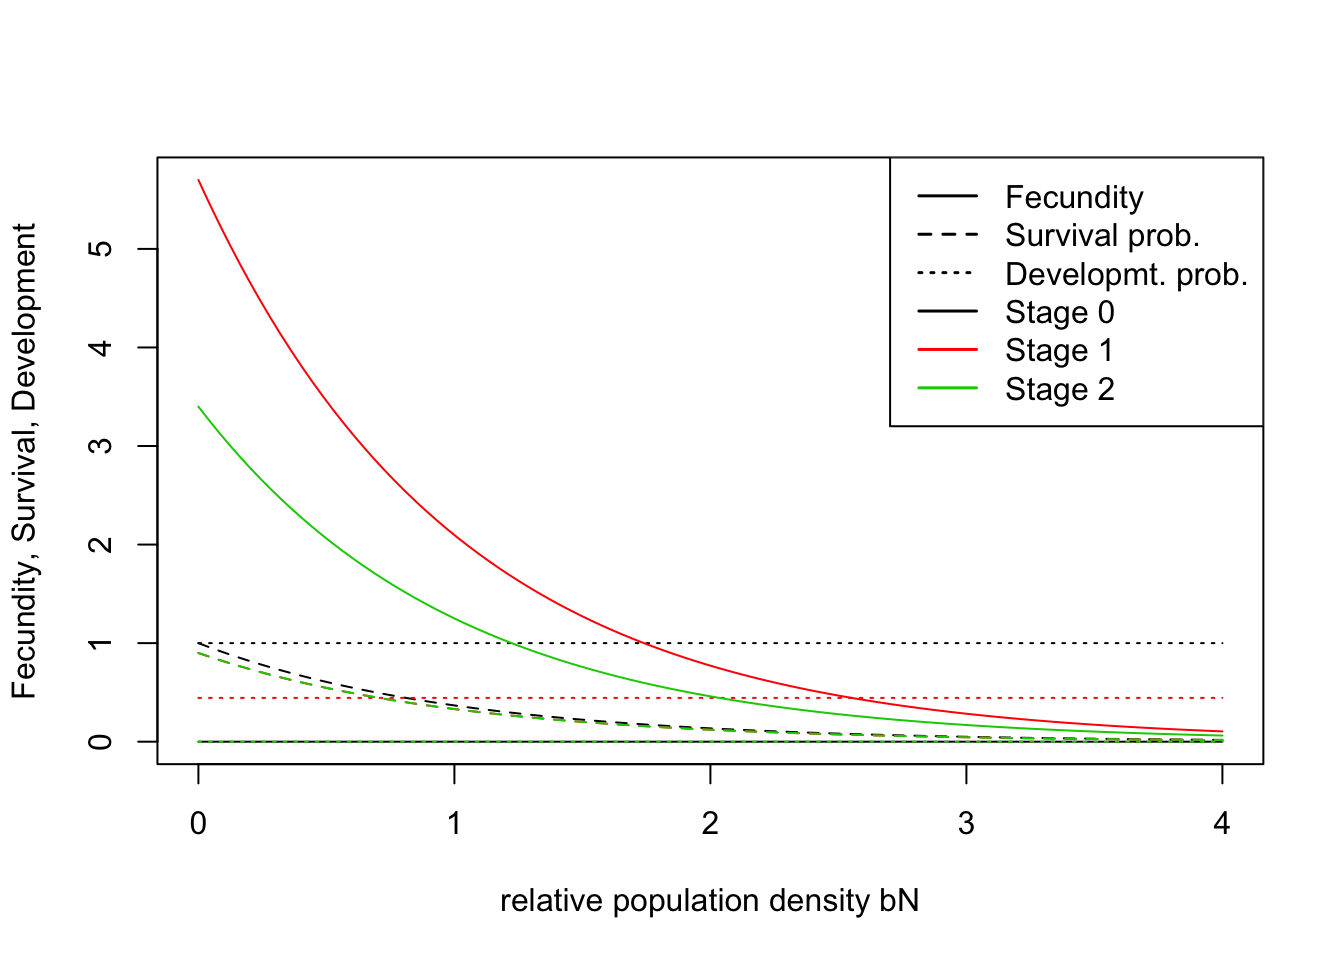 Fecundity, Survival, Development
5
4
3
2
1
0
Fecundity
Survival prob.
Developmt. prob.
Stage 0
Stage 1
Stage 2
0 1 2 3 4
relative population density bN